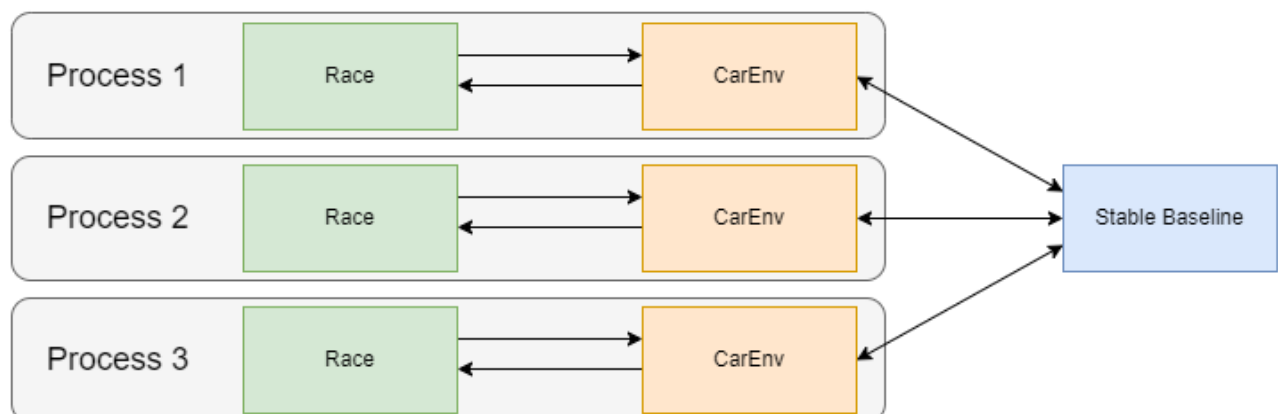 Process 1
Race
CarEnv
Process 2
Race
CarEnv
Stable Baseline
Process 3
Race
CarEnv